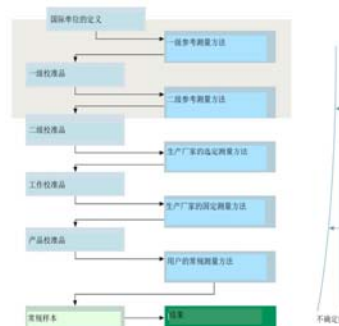 国际单位的定义
一级参考测量方法
一级校准品
二级参考测量方法
二级校准品
生产厂家的选定测量方法
工作校准品
生产厂家的固定测量方法
产品校准品
用户的常规测量方法
常规样本
结果
不确定